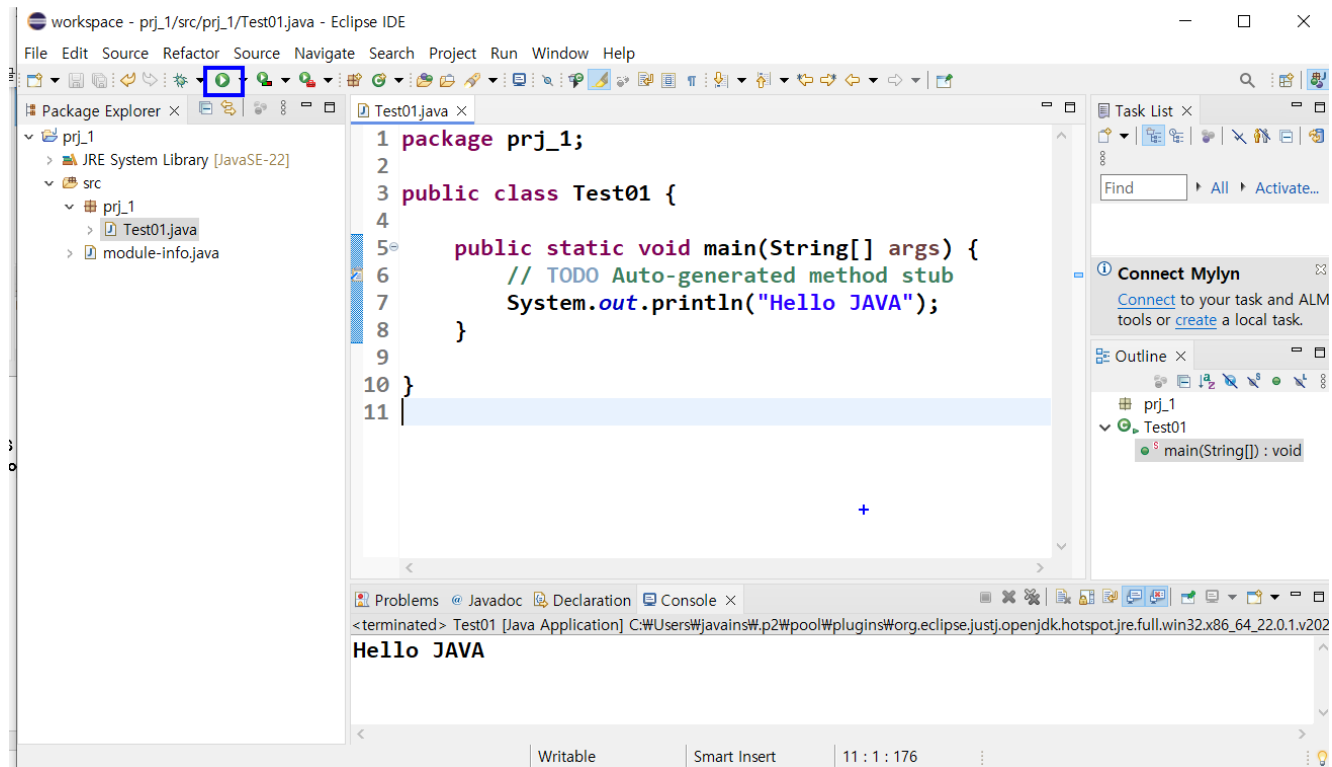 workspace - prj_1/src/prj_1/Test01.java - Eclipse IDE
File Edit Source Refactor Source Navigate Search Project Run Window Help
Package Explorer
prj_1
JRE System Library [JavaSE-22]
src
prj_1
Test01.java
module-info.java
Test01.java
1 package prj_1;
2
3 public class Test01 {
4
5 public static void main(String[] args) {
6 // TODO Auto-generated method stub
7 System.out.println("Hello JAVA");
8 }
9
10 }
11
Task List
Find All Activate...
Connect Mylyn
Connect to your task and ALM
tools or create a local task.
Outline
prj_1
Test01
main(String[]) : void
Problems @ Javadoc Declaration Console
<terminated> Test01 [Java Application] C:₩Users₩javains₩.p2₩pool₩plugins₩org.eclipse.justj.openjdk.hotspot.jre.full.win32.x86_64_22.0.1.v202
Hello JAVA
Writable Smart Insert 11 : 1 : 176